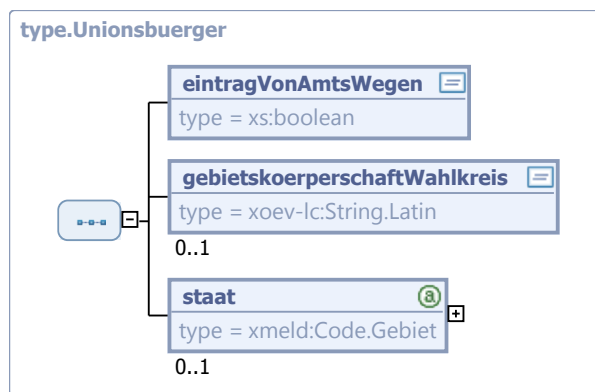 type.Unionsbuerger
eintragVonAmtsWegen
type = xs:boolean
gebietskoerperschaftWahlkreis
type = xoev-lc:String.Latin
0..1
staat
type = xmeld:Code.Gebiet
0..1